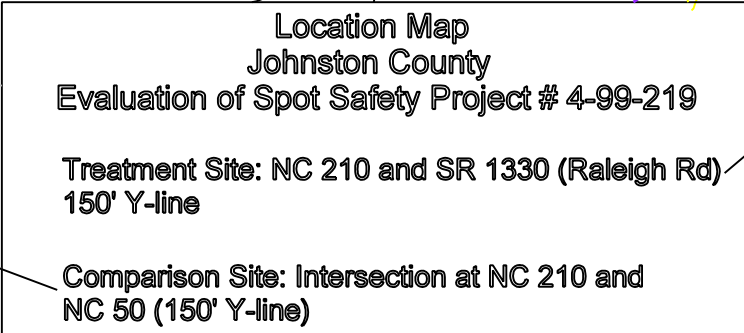 Location Map
Johnston County
Evaluation of Spot Safety Project # 4-99-219
Treatment Site: NC 210 and SR 1330 (Raleigh Rd)
150' Y-line
Comparison Site: Intersection at NC 210 and
NC 50 (150' Y-line)